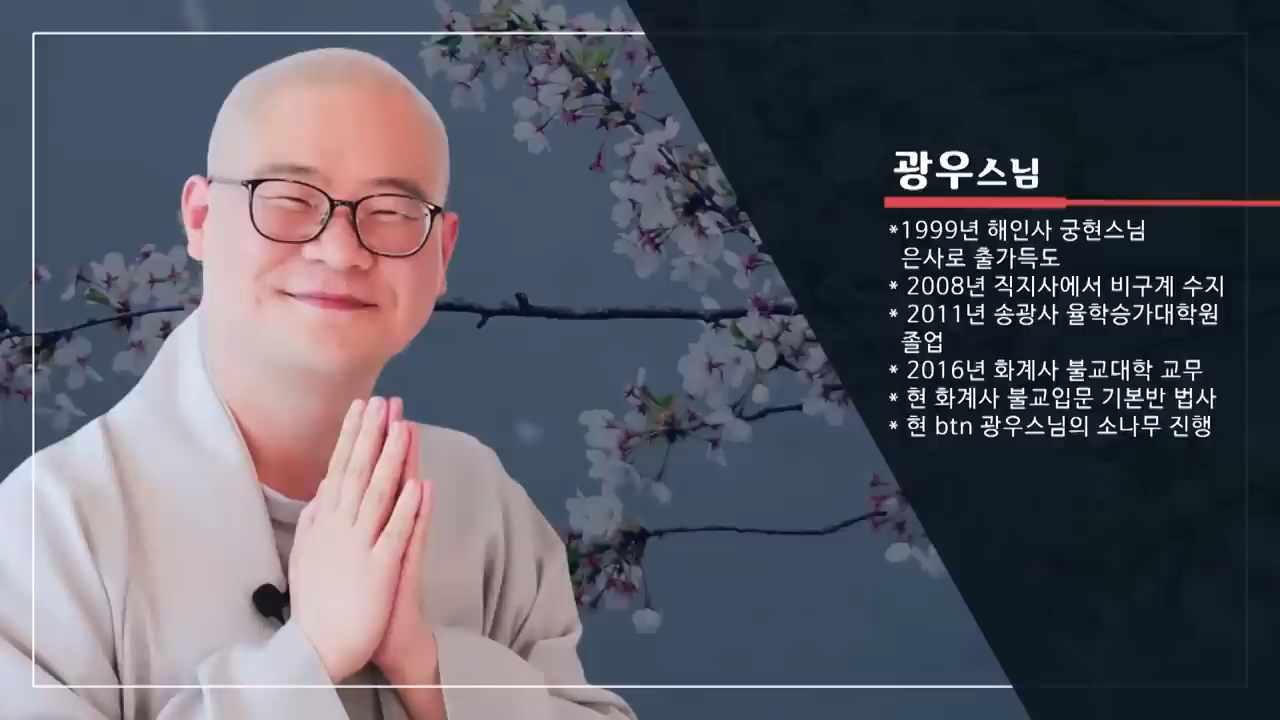 광우스님
*1999년 해인사 궁현스님
은사로 출가득도
* 2008년 직지사에서 비구계 수지
* 2011년 송광사 율학승가대학원
졸업
* 2016년 화계사 불교대학 교무
* 현 화계사 불교입문 기본반 법사
* 현 btn 광우스님의 소나무 진행